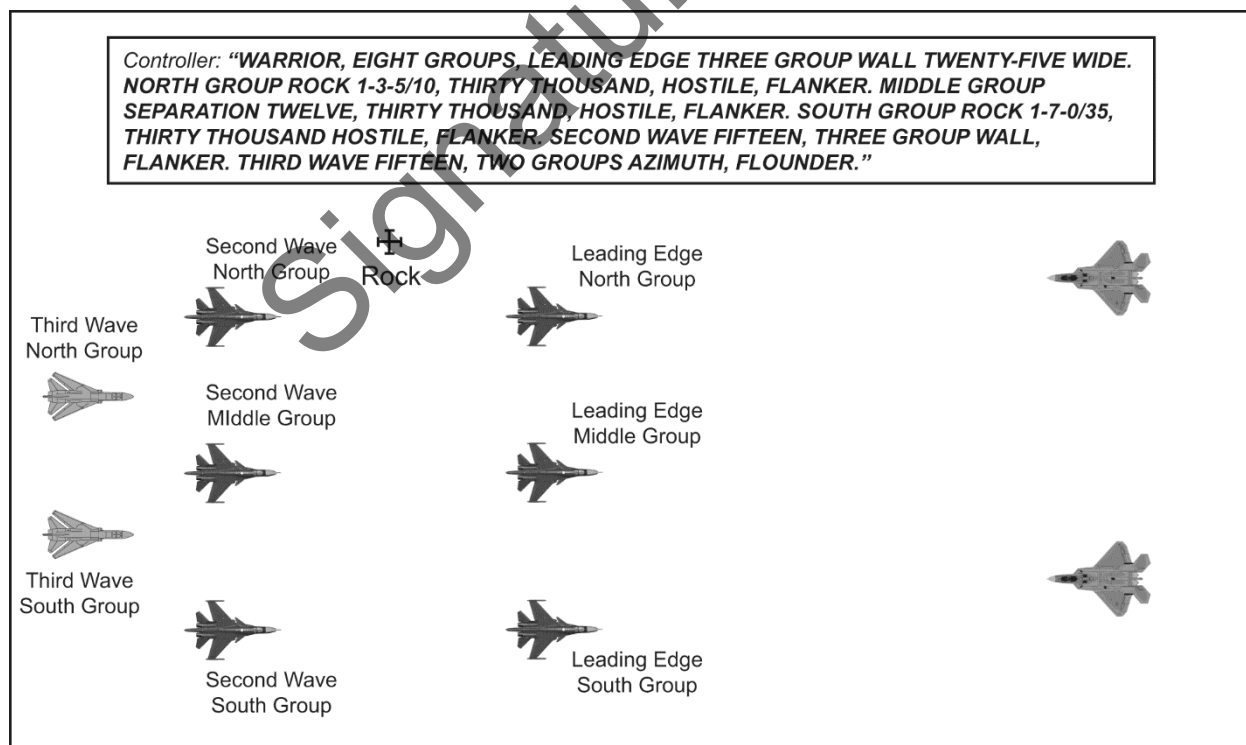 Controller: “WARRIOR, EIGHT GROUPS, LEADING EDGE THREE GROUP WALL TWENTY-FIVE WIDE.
NORTH GROUP ROCK 1-3-5/10, THIRTY THOUSAND, HOSTILE, FLANKER. MIDDLE GROUP
SEPARATION TWELVE, THIRTY THOUSAND, HOSTILE, FLANKER. SOUTH GROUP ROCK 1-7-0/35,
THIRTY THOUSAND HOSTILE, FLANKER. SECOND WAVE FIFTEEN, THREE GROUP WALL,
FLANKER. THIRD WAVE FIFTEEN, TWO GROUPS AZIMUTH, FLOUNDER.”
Second Wave
North Group
Rock
Leading Edge
North Group
Third Wave
North Group
Second Wave
MIddle Group
Leading Edge
Middle Group
Third Wave
South Group
Second Wave
South Group
Leading Edge
South Group
Signatur